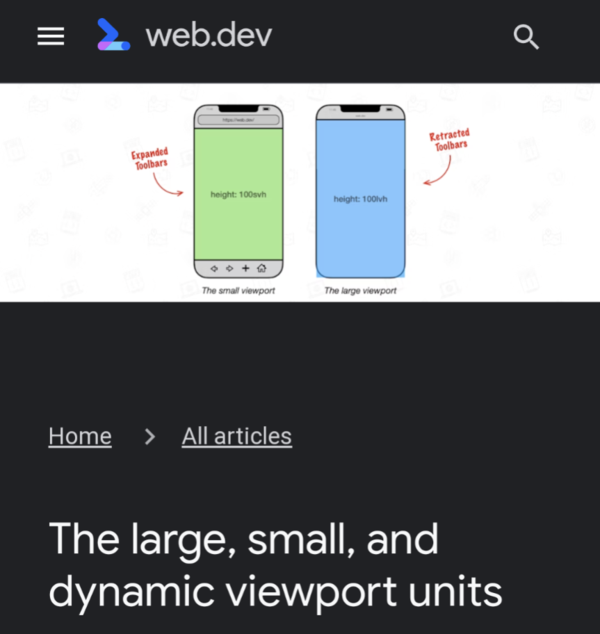 web.dev
https://web.dev/
Expanded
Toolbars
height: 100svh
The small viewport
Retracted
Toolbars
height: 100lvh
The large viewport
Home
All articles
The large, small, and
dynamic viewport units